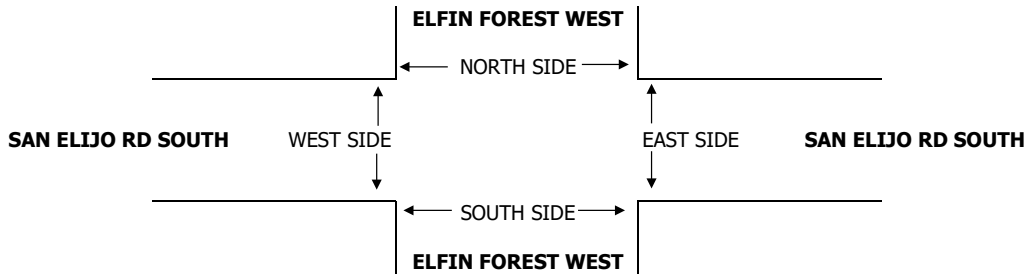 ELFIN FOREST WEST
NORTH SIDE
SAN ELIJO RD SOUTH WEST SIDE EAST SIDE SAN ELIJO RD SOUTH
SOUTH SIDE
ELFIN FOREST WEST